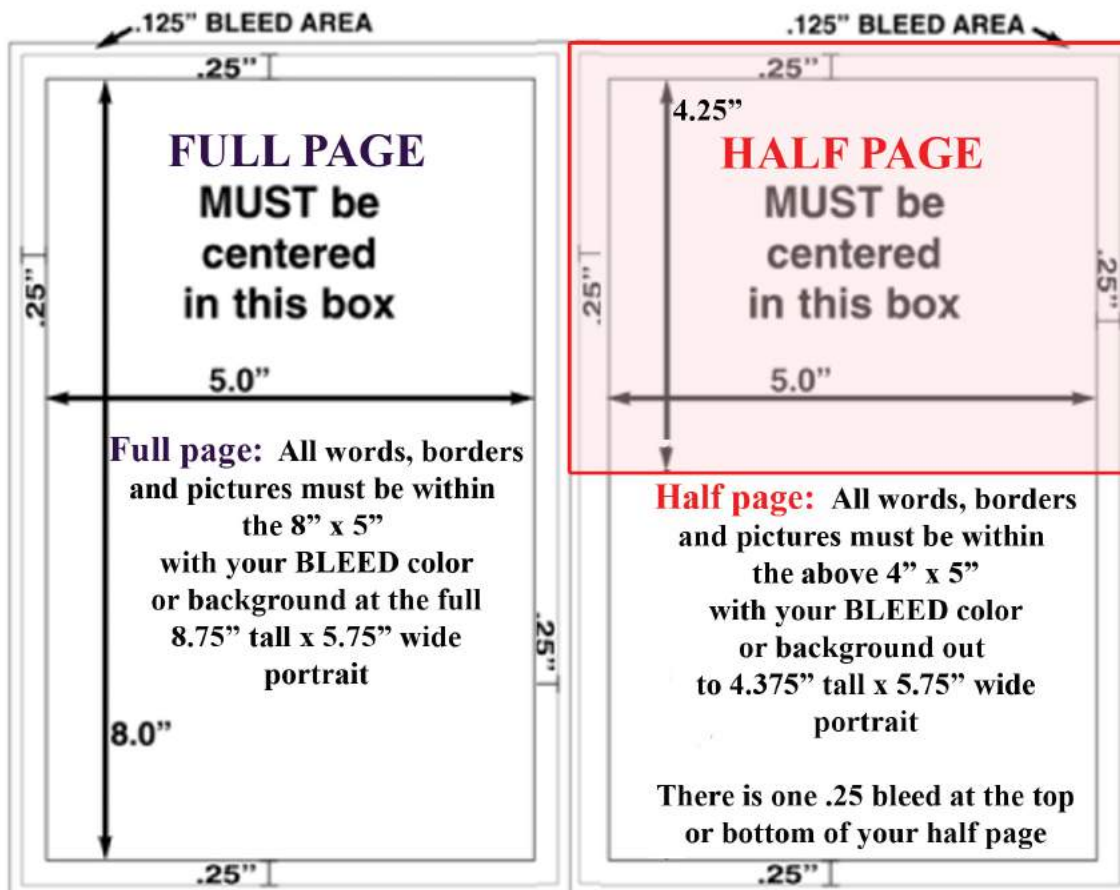 .125” BLEED AREA
.25”
FULL PAGE
MUST be
centered
in this box
.25”
5.0”
Full page: All words, borders
and pictures must be within
the 8” x 5”
with your BLEED color
or background at the full
8.75” tall x 5.75” wide
portrait
.25”
8.0”
.25”
.125” BLEED AREA
.25”
4.25”
HALF PAGE
MUST be
centered
in this box
.25”
.25”
5.0”
Half page: All words, borders
and pictures must be within
the above 4” x 5”
with your BLEED color
or background out
to 4.375” tall x 5.75” wide
portrait
There is one .25 bleed at the top
or bottom of your half page
.25”